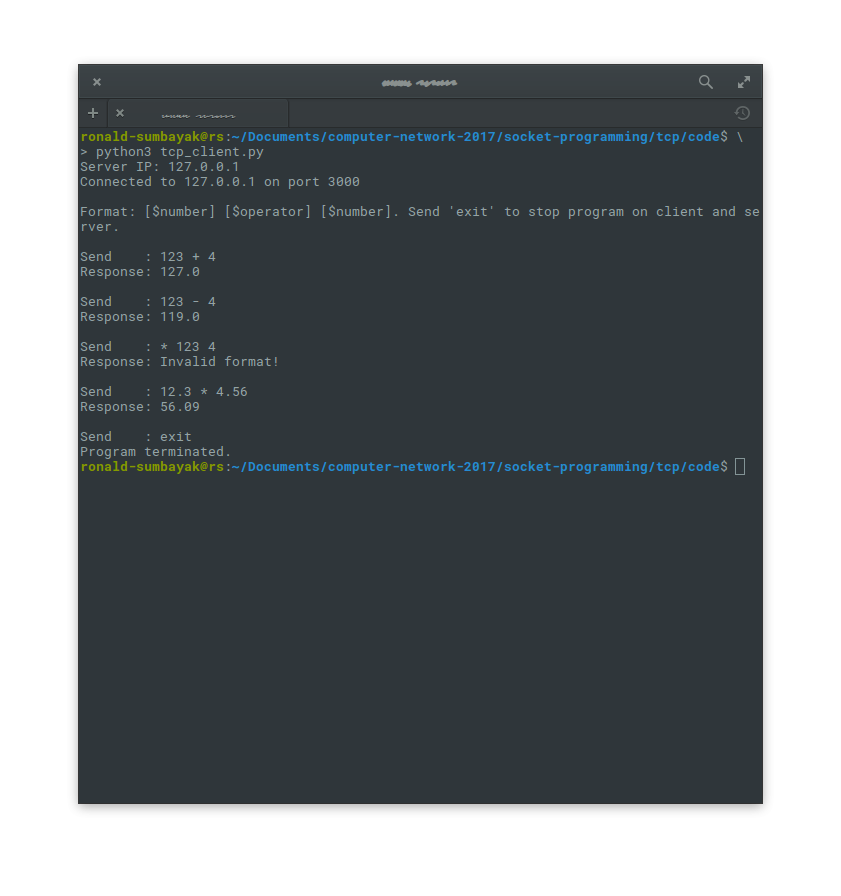 ronald-sumbayak@rs:~/Documents/computer-network-2017/socket-programming/tcp/code$ \
> python3 tcp_client.py
Server IP: 127.0.0.1
Connected to 127.0.0.1 on port 3000
Format: [$number] [$operator] [$number]. Send 'exit' to stop program on client and se
rver.
Send    : 123 + 4
Response: 127.0
Send    : 123 - 4
Response: 119.0
Send    : * 123 4
Response: Invalid format!
Send    : 12.3 * 4.56
Response: 56.09
Send    : exit
Program terminated.
ronald-sumbayak@rs:~/Documents/computer-network-2017/socket-programming/tcp/code$